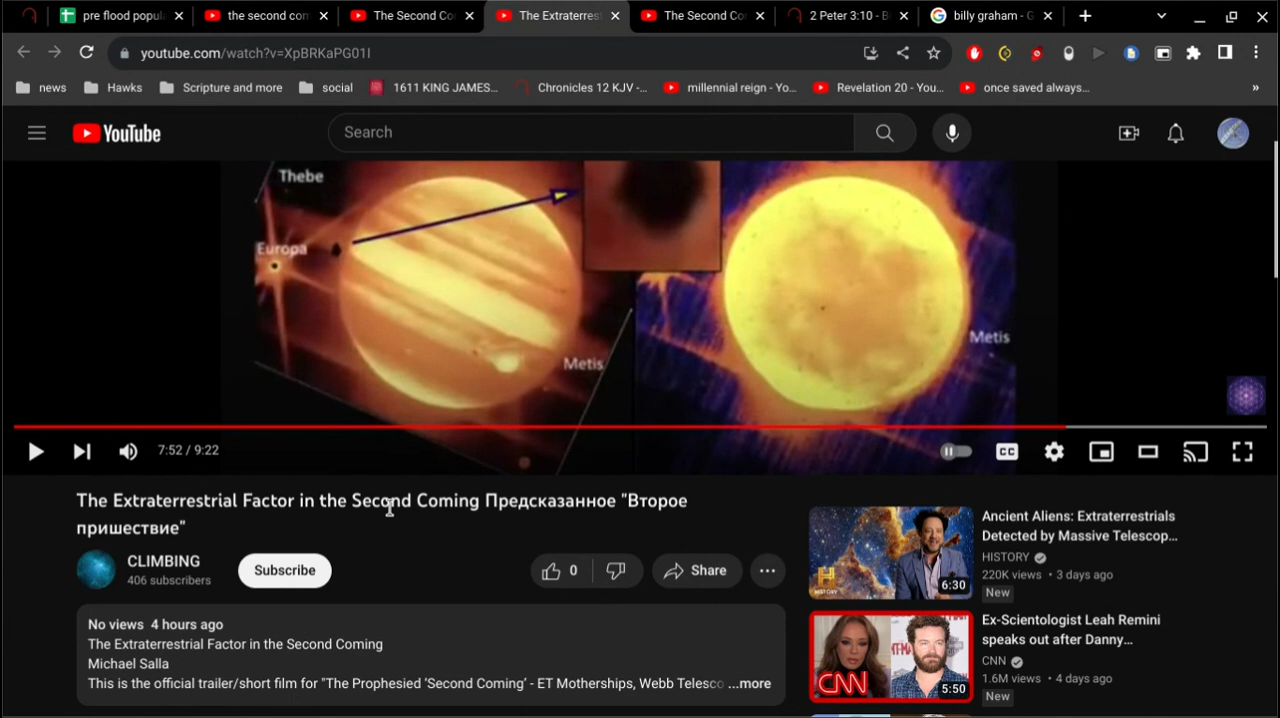 pre flood popul
the second com
The Second Co
The Extraterres
The Second Co
2 Peter 3:10 - B
billy graham - G
youtube.com/watch?v=XpBRKaPG01I
news
Hawks
Scripture and more
social
1611 KING JAMES...
Chronicles 12 KJV -...
millennial reign - Yo...
Revelation 20 - You...
once saved always...
»
YouTube
Search
Thebe
Europa
Metis
Metis
7:52 / 9:22
CC
The Extraterrestrial Factor in the Second Coming Предсказанное "Второе
пришествие"
CLIMBING
406 subscribers
Subscribe
0
Share
No views 4 hours ago
The Extraterrestrial Factor in the Second Coming
Michael Salla
This is the official trailer/short film for "The Prophesied ‘Second Coming’ - ET Motherships, Webb Telesco ...more
H
HISTORY
6:30
Ancient Aliens: Extraterrestrials
Detected by Massive Telescop...
HISTORY
220K views • 3 days ago
New
CNN
5:50
Ex-Scientologist Leah Remini
speaks out after Danny...
CNN
1.6M views • 4 days ago
New